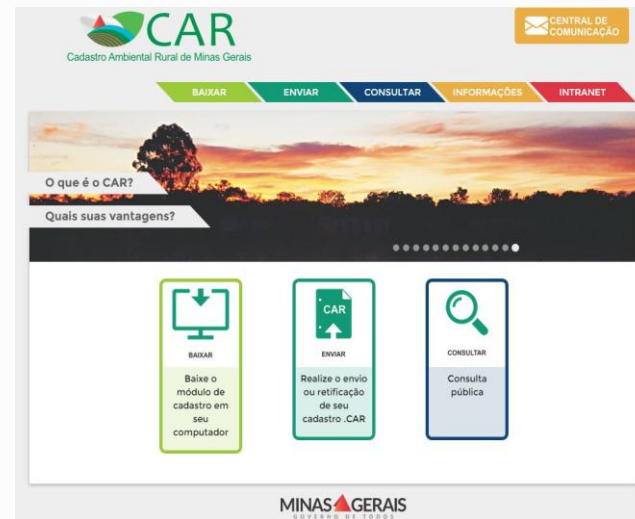 CAR
Cadastro Ambiental Rural de Minas Gerais
CENTRAL DE
COMUNICAÇÃO
BAIXAR
ENVIAR
CONSULTAR
INFORMAÇÕES
INTRANET
O que é o CAR?
Quais suas vantagens?
BAIXAR
Baixe o
módulo de
cadastro em
seu
computador
CAR
ENVIAR
Realize o envio
ou retificação
de seu
cadastro .CAR
CONSULTAR
Consulta
pública
MINAS GERAIS
GOVERNO DE TODOS